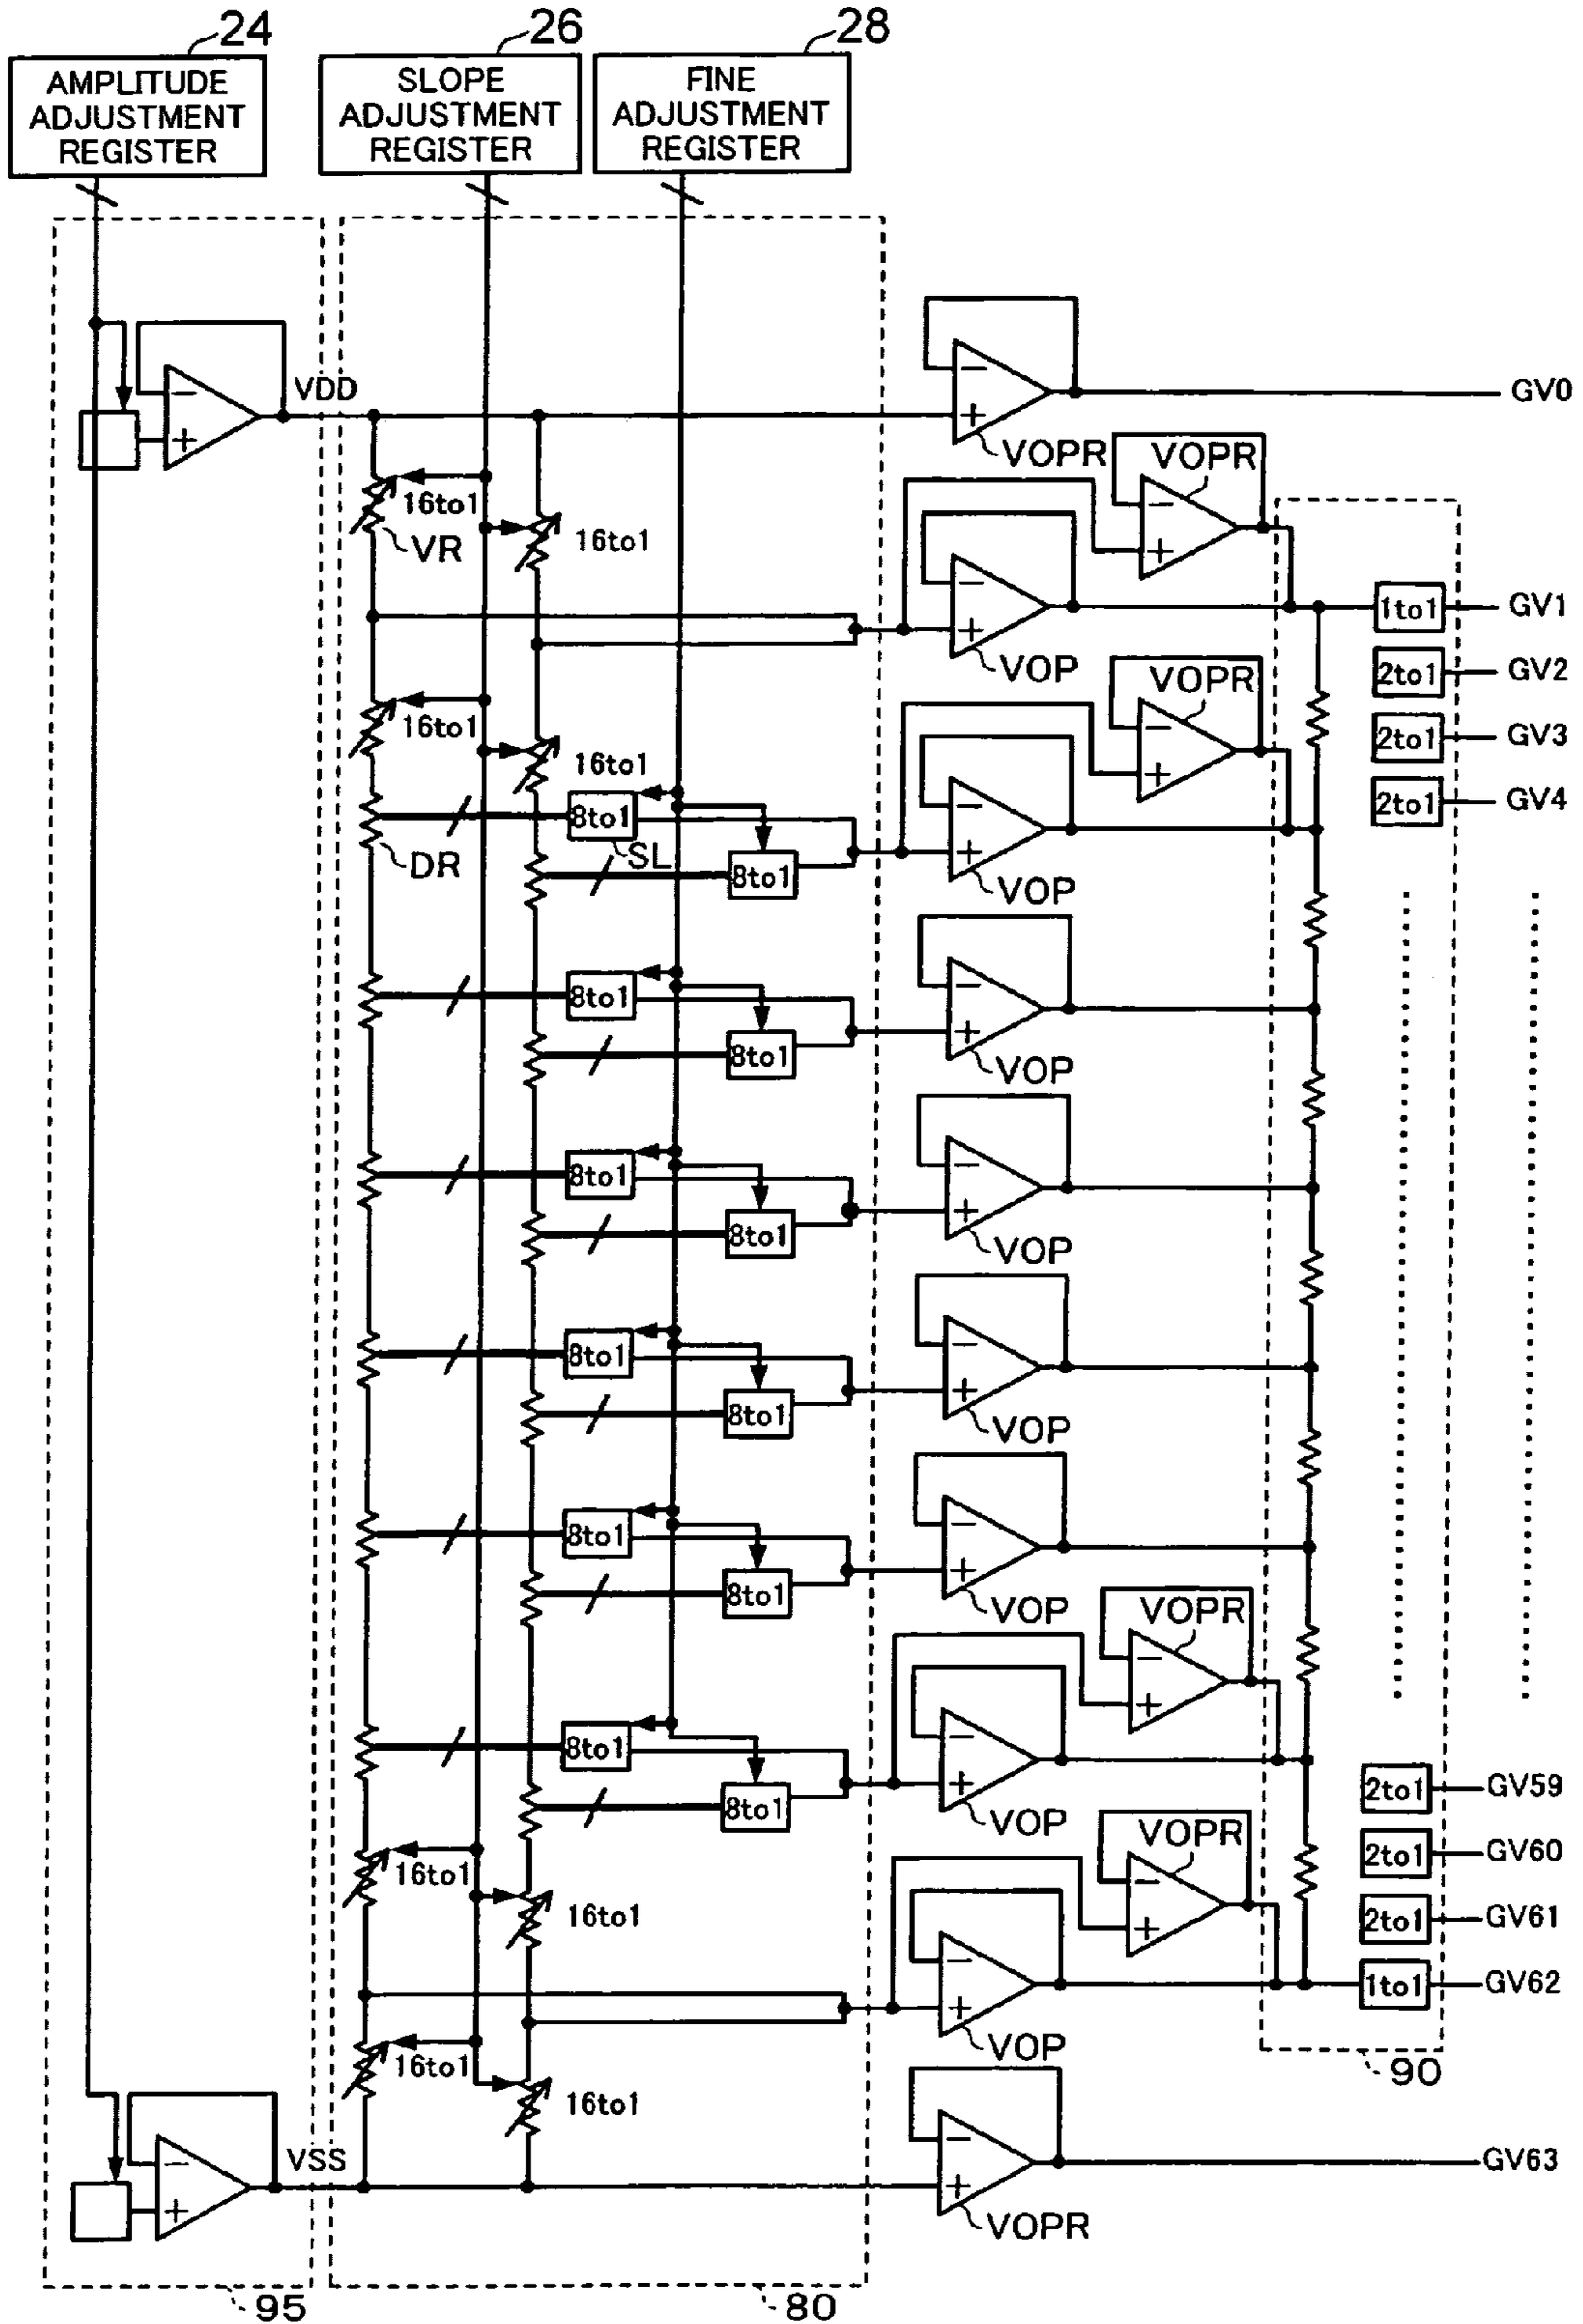 24
26
28
AMPLITUDE
ADJUSTMENT
REGISTER
SLOPE
ADJUSTMENT
REGISTER
FINE
ADJUSTMENT
REGISTER
VDD
−
+
−
+
GV0
VOPR
VOPR
16to1
VR
16to1
−
+
−
+
1to1
GV1
VOP
VOPR
2to1
GV2
16to1
16to1
−
+
2to1
GV3
8to1
SL
−
+
2to1
GV4
DR
8to1
VOP
8to1
−
+
8to1
VOP
8to1
−
+
8to1
VOP
8to1
−
+
8to1
VOP
8to1
−
+
8to1
VOP
VOPR
−
+
8to1
−
+
8to1
VOP
2to1
GV59
VOPR
16to1
16to1
−
+
2to1
GV60
2to1
GV61
−
+
1to1
GV62
VOP
16to1
16to1
90
VSS
−
+
−
+
GV63
VOPR
95
80